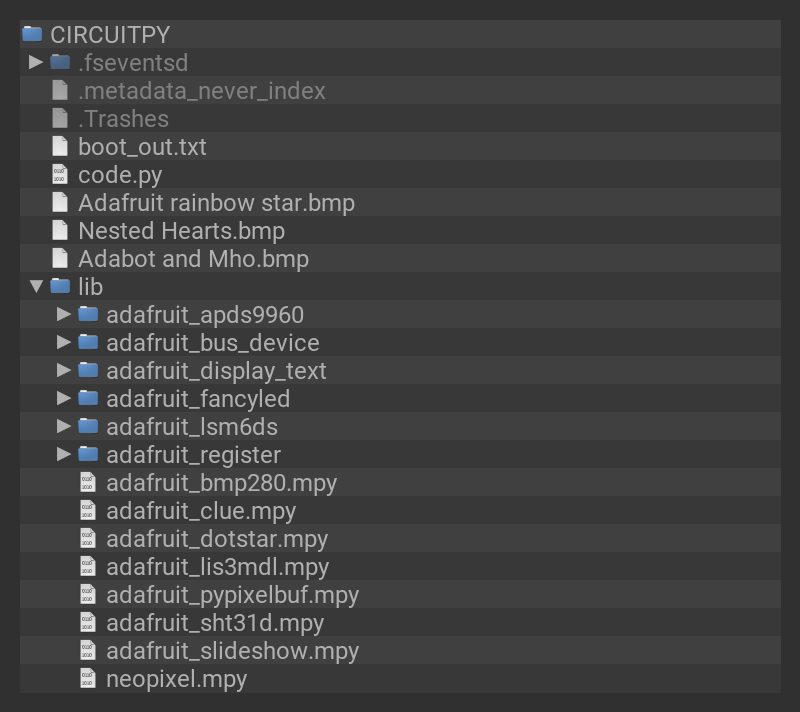 CIRCUITPY
.fseventsd
.metadata_never_index
.Trashes
boot_out.txt
code.py
Adafruit rainbow star.bmp
Nested Hearts.bmp
Adabot and Mho.bmp
lib
adafruit_apds9960
adafruit_bus_device
adafruit_display_text
adafruit_fancyled
adafruit_lsm6ds
adafruit_register
adafruit_bmp280.mpy
adafruit_clue.mpy
adafruit_dotstar.mpy
adafruit_lis3mdl.mpy
adafruit_pypixelbuf.mpy
adafruit_sht31d.mpy
adafruit_slideshow.mpy
neopixel.mpy